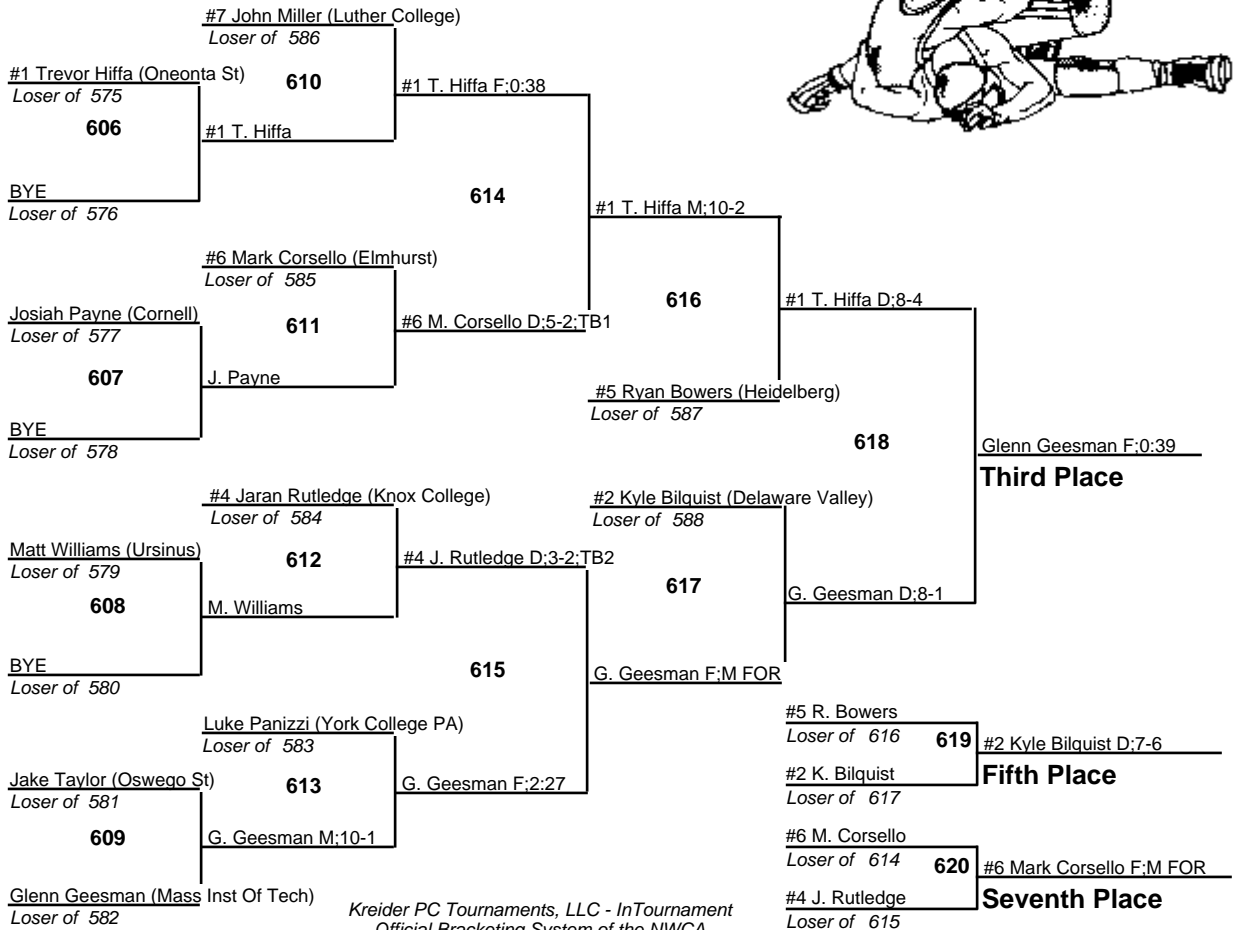 #7 John Miller (Luther College)
Loser of 586
#1 Trevor Hiffa (Oneonta St)
Loser of 575
610
#1 T. Hiffa F;0:38
606
#1 T. Hiffa
BYE
Loser of 576
614
#1 T. Hiffa M;10-2
#6 Mark Corsello (Elmhurst)
Loser of 585
Josiah Payne (Cornell)
Loser of 577
611
#6 M. Corsello D;5-2;TB1
616
#1 T. Hiffa D;8-4
607
J. Payne
#5 Ryan Bowers (Heidelberg)
Loser of 587
BYE
Loser of 578
618
Glenn Geesman F;0:39
Third Place
#4 Jaran Rutledge (Knox College)
Loser of 584
#2 Kyle Bilquist (Delaware Valley)
Loser of 588
Matt Williams (Ursinus)
Loser of 579
612
#4 J. Rutledge D;3-2;TB2
617
G. Geesman D;8-1
608
M. Williams
BYE
Loser of 580
615
G. Geesman F;M FOR
Luke Panizzi (York College PA)
Loser of 583
#5 R. Bowers
Loser of 616
619
#2 Kyle Bilquist D;7-6
Fifth Place
#2 K. Bilquist
Loser of 617
Jake Taylor (Oswego St)
Loser of 581
613
G. Geesman F;2:27
609
G. Geesman M;10-1
#6 M. Corsello
Loser of 614
620
#6 Mark Corsello F;M FOR
Seventh Place
#4 J. Rutledge
Loser of 615
Glenn Geesman (Mass Inst Of Tech)
Loser of 582
Kreider PC Tournaments, LLC - InTournament
Official Bracketing System of the NWCA